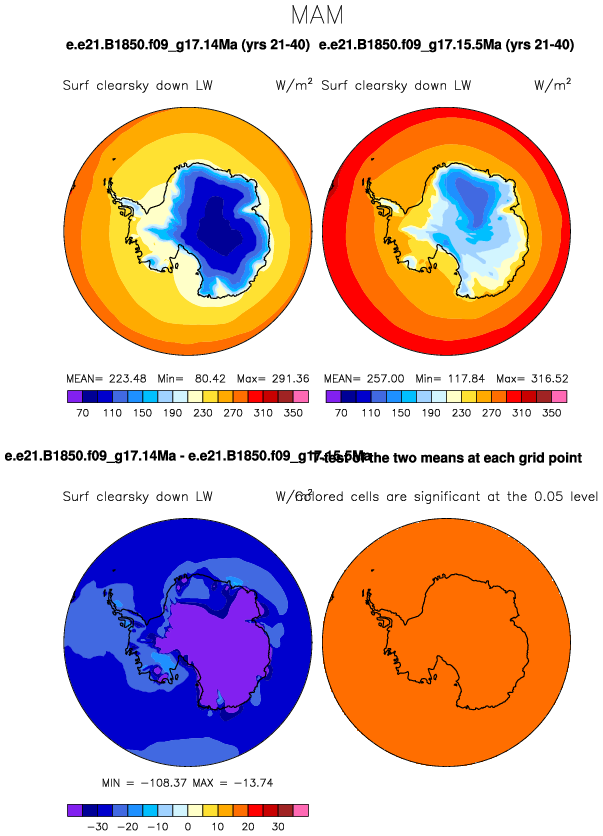 MAM
e.e21.B1850.f09_g17.14Ma (yrs 21-40) e.e21.B1850.f09_g17.15.5Ma (yrs 21-40)
Surf clearsky down LW W/m² Surf clearsky down LW W/m²
MEAN= 223.48 Min= 80.42 Max= 291.36 MEAN= 257.00 Min= 117.84 Max= 316.52
70 110 150 190 230 270 310 350 70 110 150 190 230 270 310 350
e.e21.B1850.f09_g17.14Ma - e.e21.B1850.f09_g17.15.5Ma T-test of the two means at each grid point
Surf clearsky down LW W/m² Colored cells are significant at the 0.05 level
MIN = -108.37 MAX = -13.74
-30 -20 -10 0 10 20 30